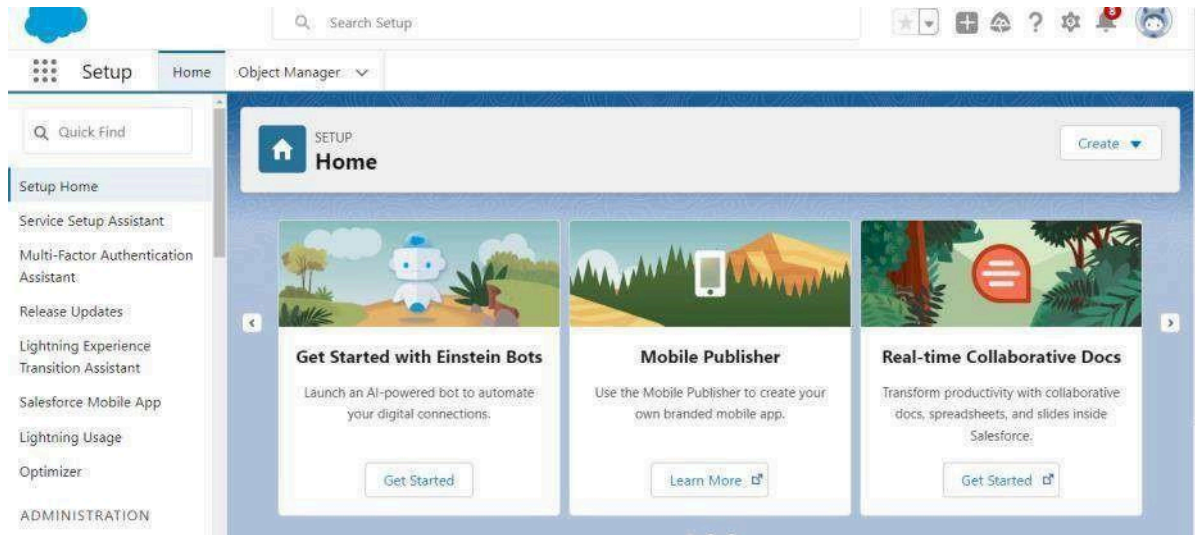 Search Setup
8
Setup
Home
Object Manager
Quick Find
Setup Home
Service Setup Assistant
Multi-Factor Authentication
Assistant
Release Updates
Lightning Experience
Transition Assistant
Salesforce Mobile App
Lightning Usage
Optimizer
ADMINISTRATION
SETUP
Home
Create
Get Started with Einstein Bots
Launch an AI-powered bot to automate
your digital connections.
Get Started
Mobile Publisher
Use the Mobile Publisher to create your
own branded mobile app.
Learn More
Real-time Collaborative Docs
Transform productivity with collaborative
docs, spreadsheets, and slides inside
Salesforce.
Get Started